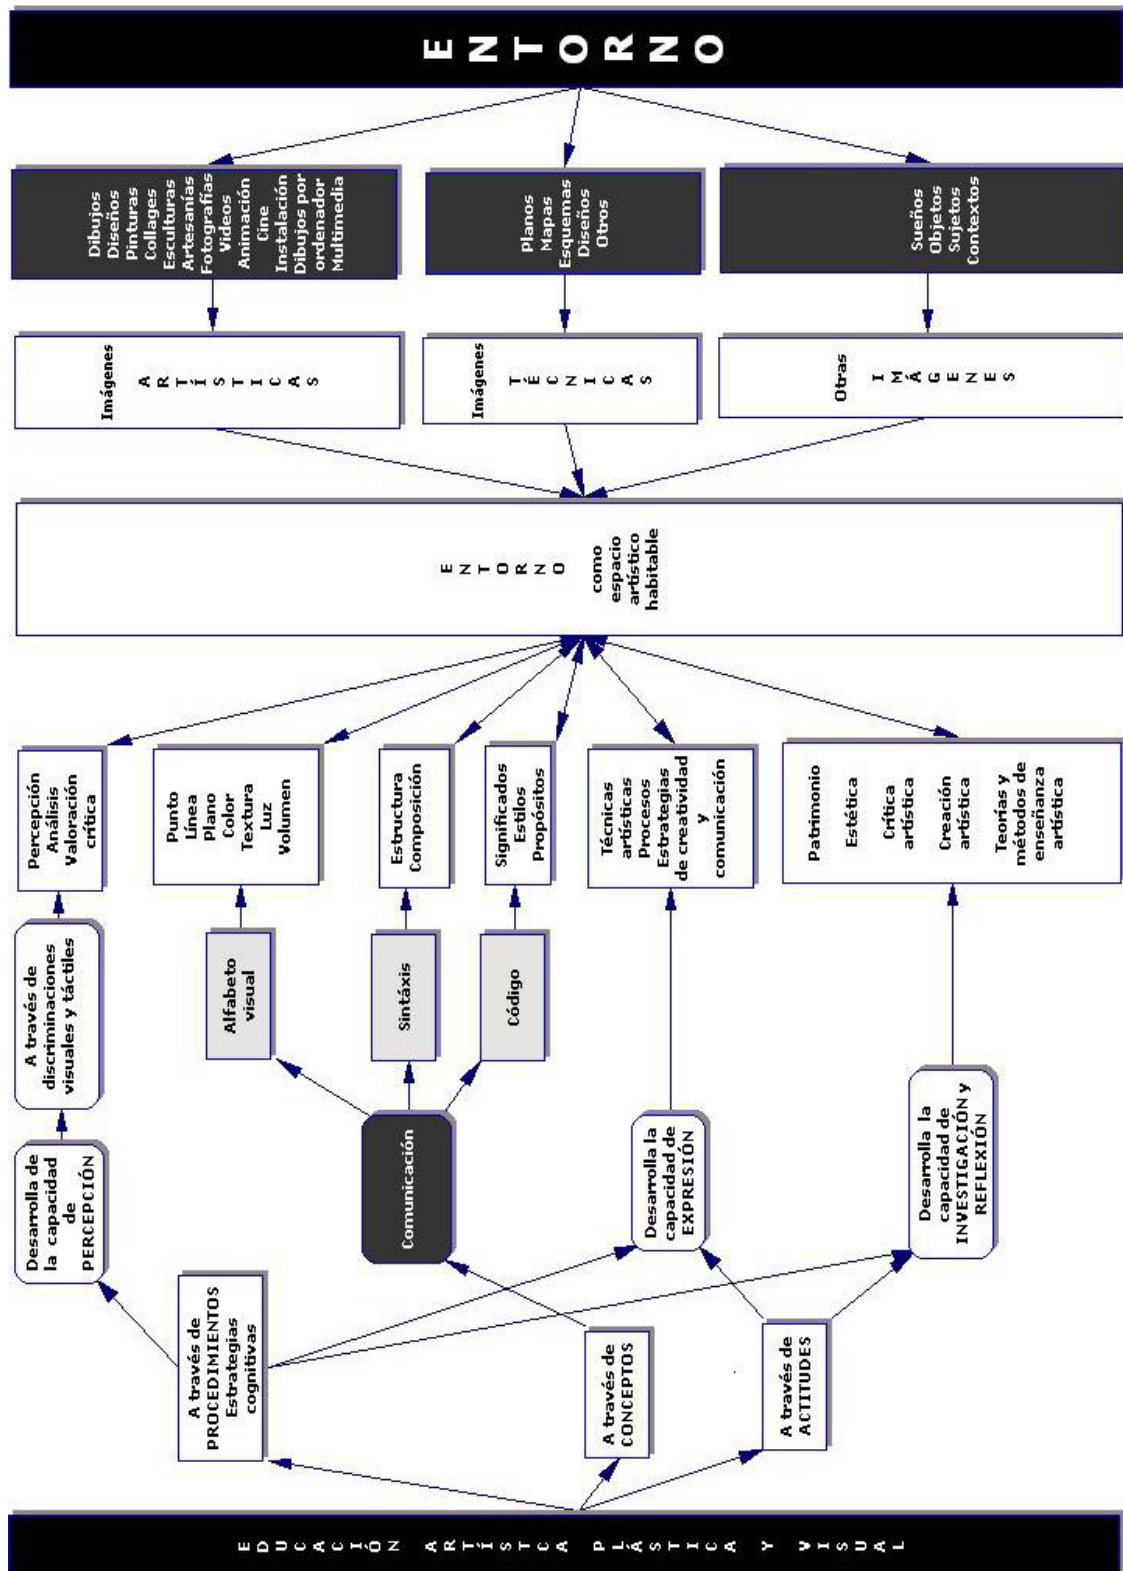 EDUCACIÓN ARTÍSTCA PLÁSTICA Y VISUAL
A través de
PROCEDIMIENTOS
Estrategias
cognitivas
A través de
CONCEPTOS
A través de
ACTITUDES
Desarrolla de
la capacidad
de
PERCEPCIÓN
Comunicación
Desarrolla la
capacidad de
EXPRESIÓN
Desarrolla la
capacidad de
INVESTIGACIÓN y
REFLEXIÓN
A través de
discriminaciones
visuales y táctiles
Alfabeto
visual
Sintáxis
Código
Percepción
Análisis
Valoración
crítica
Punto
Línea
Plano
Color
Textura
Luz
Volumen
Estructura
Composición
Significados
Estilos
Propósitos
Técnicas
artísticas
Procesos
Estrategias
de creatividad
y
comunicación
Patrimonio
Estética
Crítica
artística
Creación
artística
Teorías y
métodos de
enseñanza
artística
ENTORNO
como
espacio
artístico
habitable
Imágenes
ARTÍSTICAS
Imágenes
TÉCNICAS
Otras
IMÁGENES
Dibujos
Diseños
Pinturas
Collages
Esculturas
Artesanías
Fotografías
Videos
Animación
Cine
Instalación
Dibujos por
ordenador
Multimedia
Planos
Mapas
Esquemas
Diseños
Otros
Sueños
Objetos
Sujetos
Contextos
ENTORNO